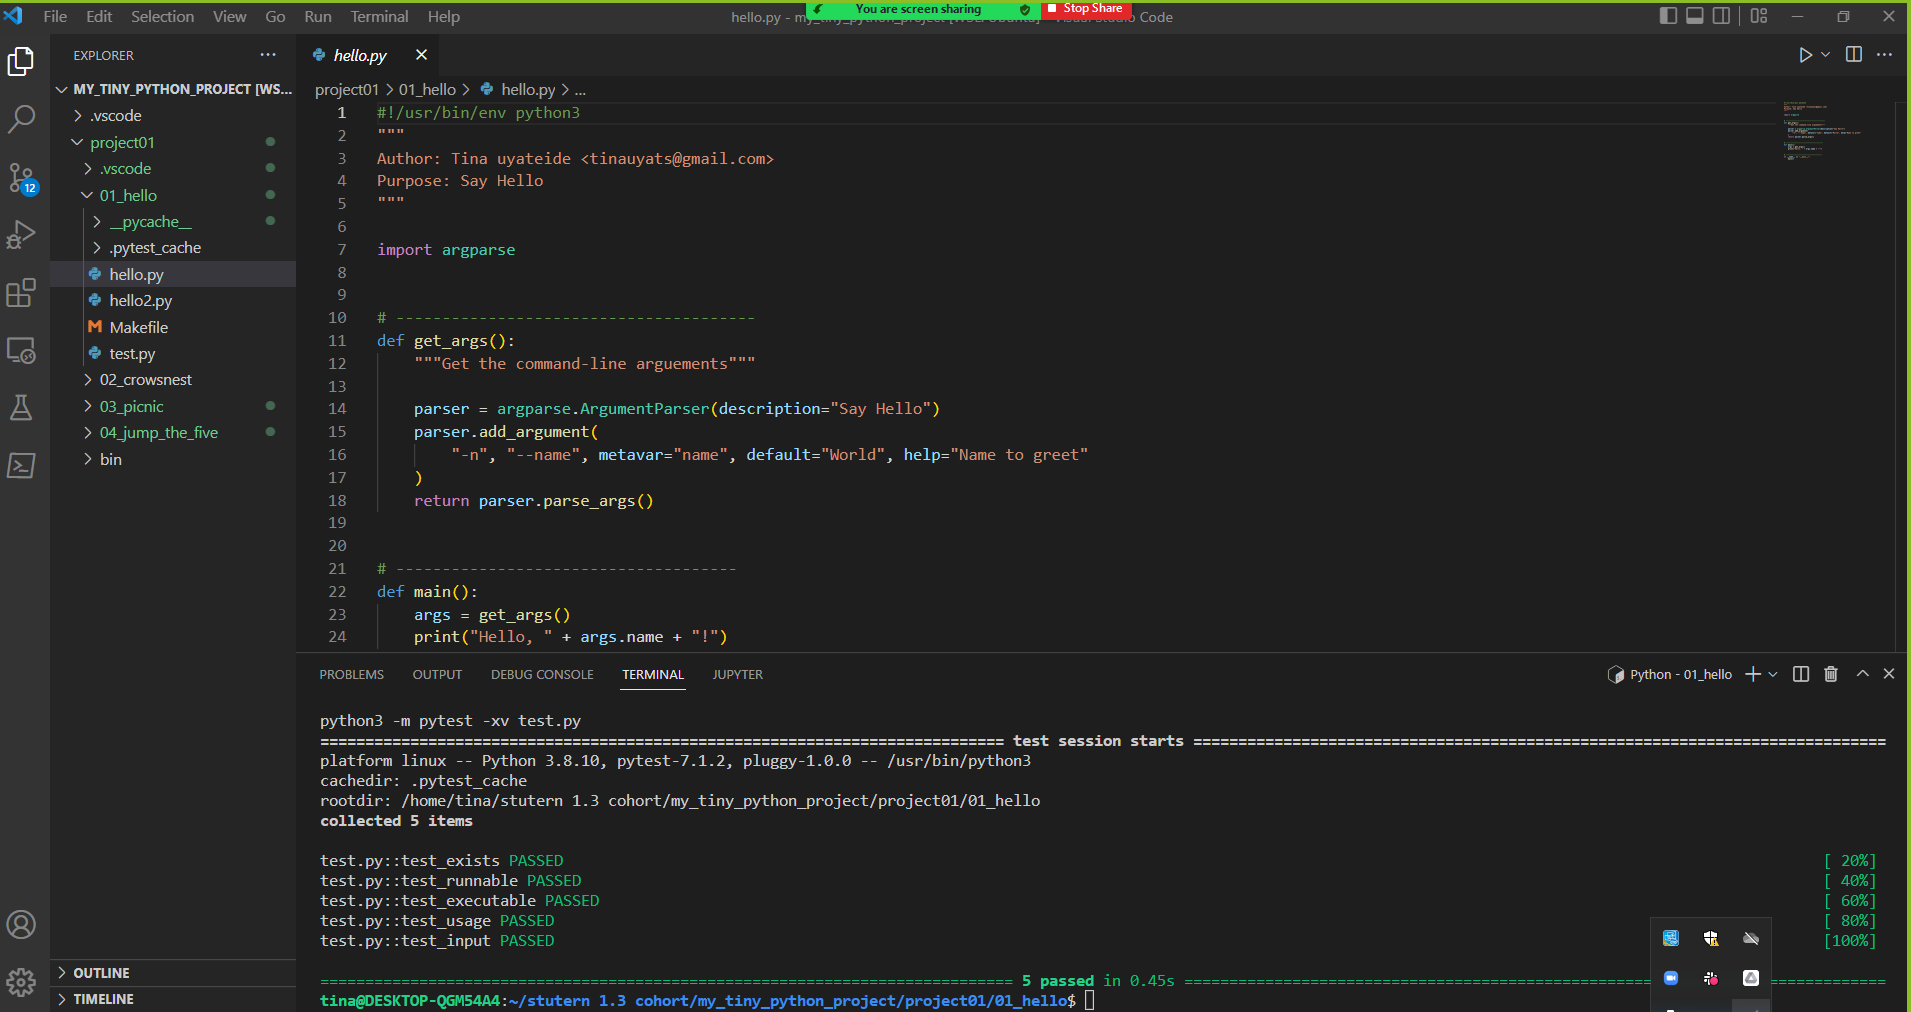 File Edit Selection View Go Run Terminal Help
hello.py - my_tiny_python_project [WSL: Ubuntu] - Visual Studio Code
You are screen sharing
Stop Share
EXPLORER
MY_TINY_PYTHON_PROJECT [WS...
.vscode
project01
.vscode
01_hello
__pycache__
.pytest_cache
hello.py
hello2.py
Makefile
test.py
02_crowsnest
03_picnic
04_jump_the_five
bin
OUTLINE
TIMELINE
12
hello.py
project01 > 01_hello > hello.py > ...
1 #!/usr/bin/env python3
2 """
3 Author: Tina uyateide <tinauyats@gmail.com>
4 Purpose: Say Hello
5 """
6
7 import argparse
8
9
10 # ---------------------------------------
11 def get_args():
12 """Get the command-line arguements"""
13
14 parser = argparse.ArgumentParser(description="Say Hello")
15 parser.add_argument(
16 "-n", "--name", metavar="name", default="World", help="Name to greet"
17 )
18 return parser.parse_args()
19
20
21 # -------------------------------------
22 def main():
23 args = get_args()
24 print("Hello, " + args.name + "!")
PROBLEMS OUTPUT DEBUG CONSOLE TERMINAL JUPYTER
Python - 01_hello
python3 -m pytest -xv test.py
============================================================================ test session starts =============================================================================
platform linux -- Python 3.8.10, pytest-7.1.2, pluggy-1.0.0 -- /usr/bin/python3
cachedir: .pytest_cache
rootdir: /home/tina/stutern 1.3 cohort/my_tiny_python_project/project01/01_hello
collected 5 items
test.py::test_exists PASSED [ 20%]
test.py::test_runnable PASSED [ 40%]
test.py::test_executable PASSED [ 60%]
test.py::test_usage PASSED [ 80%]
test.py::test_input PASSED [100%]
============================================================================= 5 passed in 0.45s ==============================================================================
tina@DESKTOP-QGM54A4:~/stutern 1.3 cohort/my_tiny_python_project/project01/01_hello$